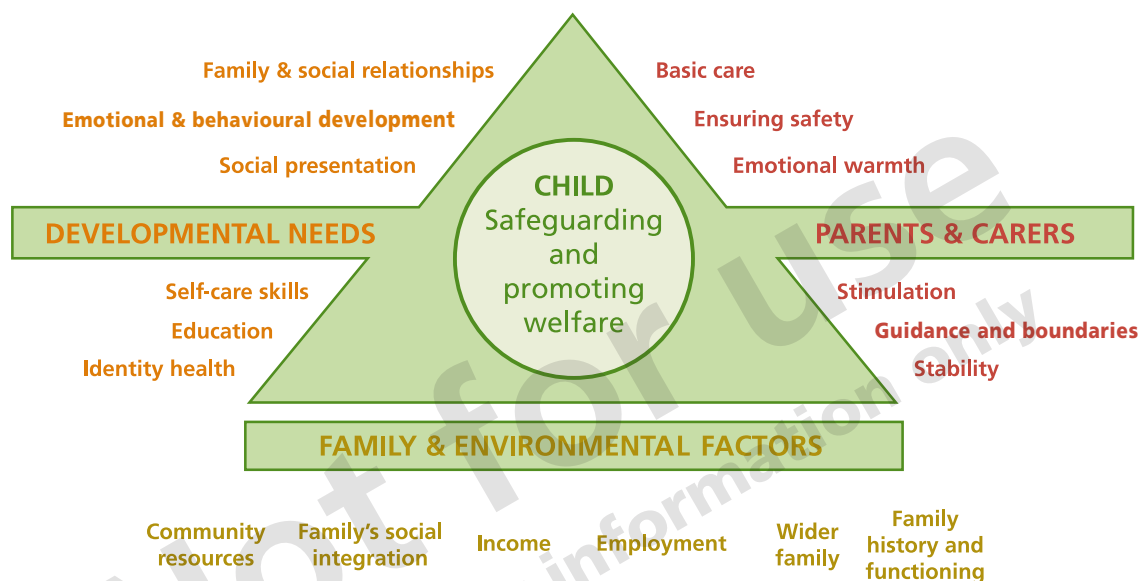 Family & social relationships
Emotional & behavioural development
Social presentation
DEVELOPMENTAL NEEDS
Self-care skills
Education
Identity health
CHILD
Safeguarding
and
promoting
welfare
Basic care
Ensuring safety
Emotional warmth
PARENTS & CARERS
Stimulation
Guidance and boundaries
Stability
FAMILY & ENVIRONMENTAL FACTORS
Community
resources
Family's social
integration
Income
Employment
Wider
family
Family
history and
functioning
Not for use
information only